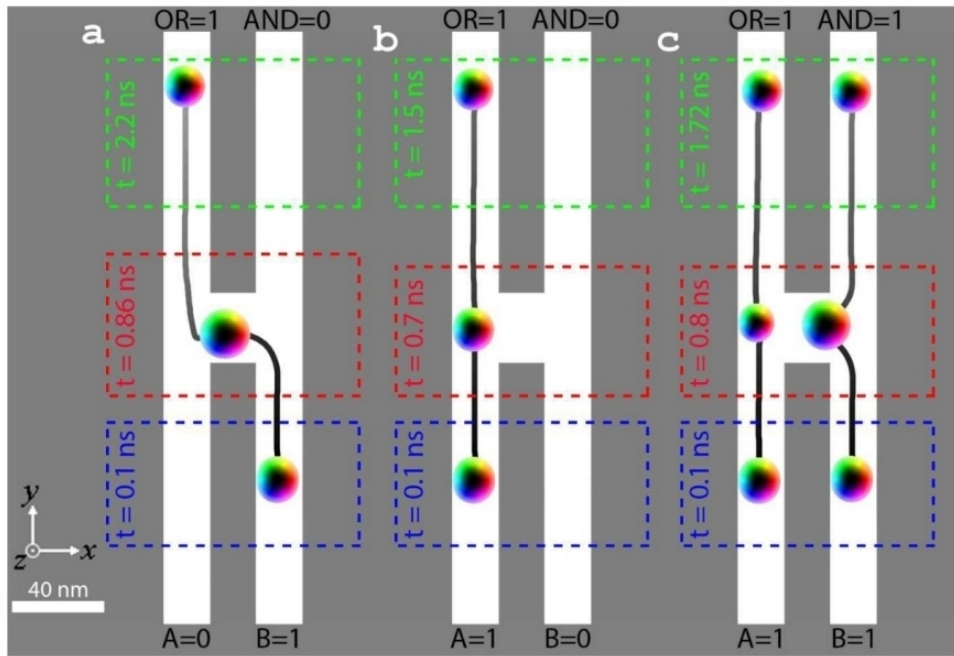 a
OR=1 AND=0
t = 2.2 ns
t = 0.86 ns
t = 0.1 ns
A=0 B=1
b
OR=1 AND=0
t = 1.5 ns
t = 0.7 ns
t = 0.1 ns
A=1 B=0
c
OR=1 AND=1
t = 1.72 ns
t = 0.8 ns
t = 0.1 ns
A=1 B=1
y
z x
40 nm